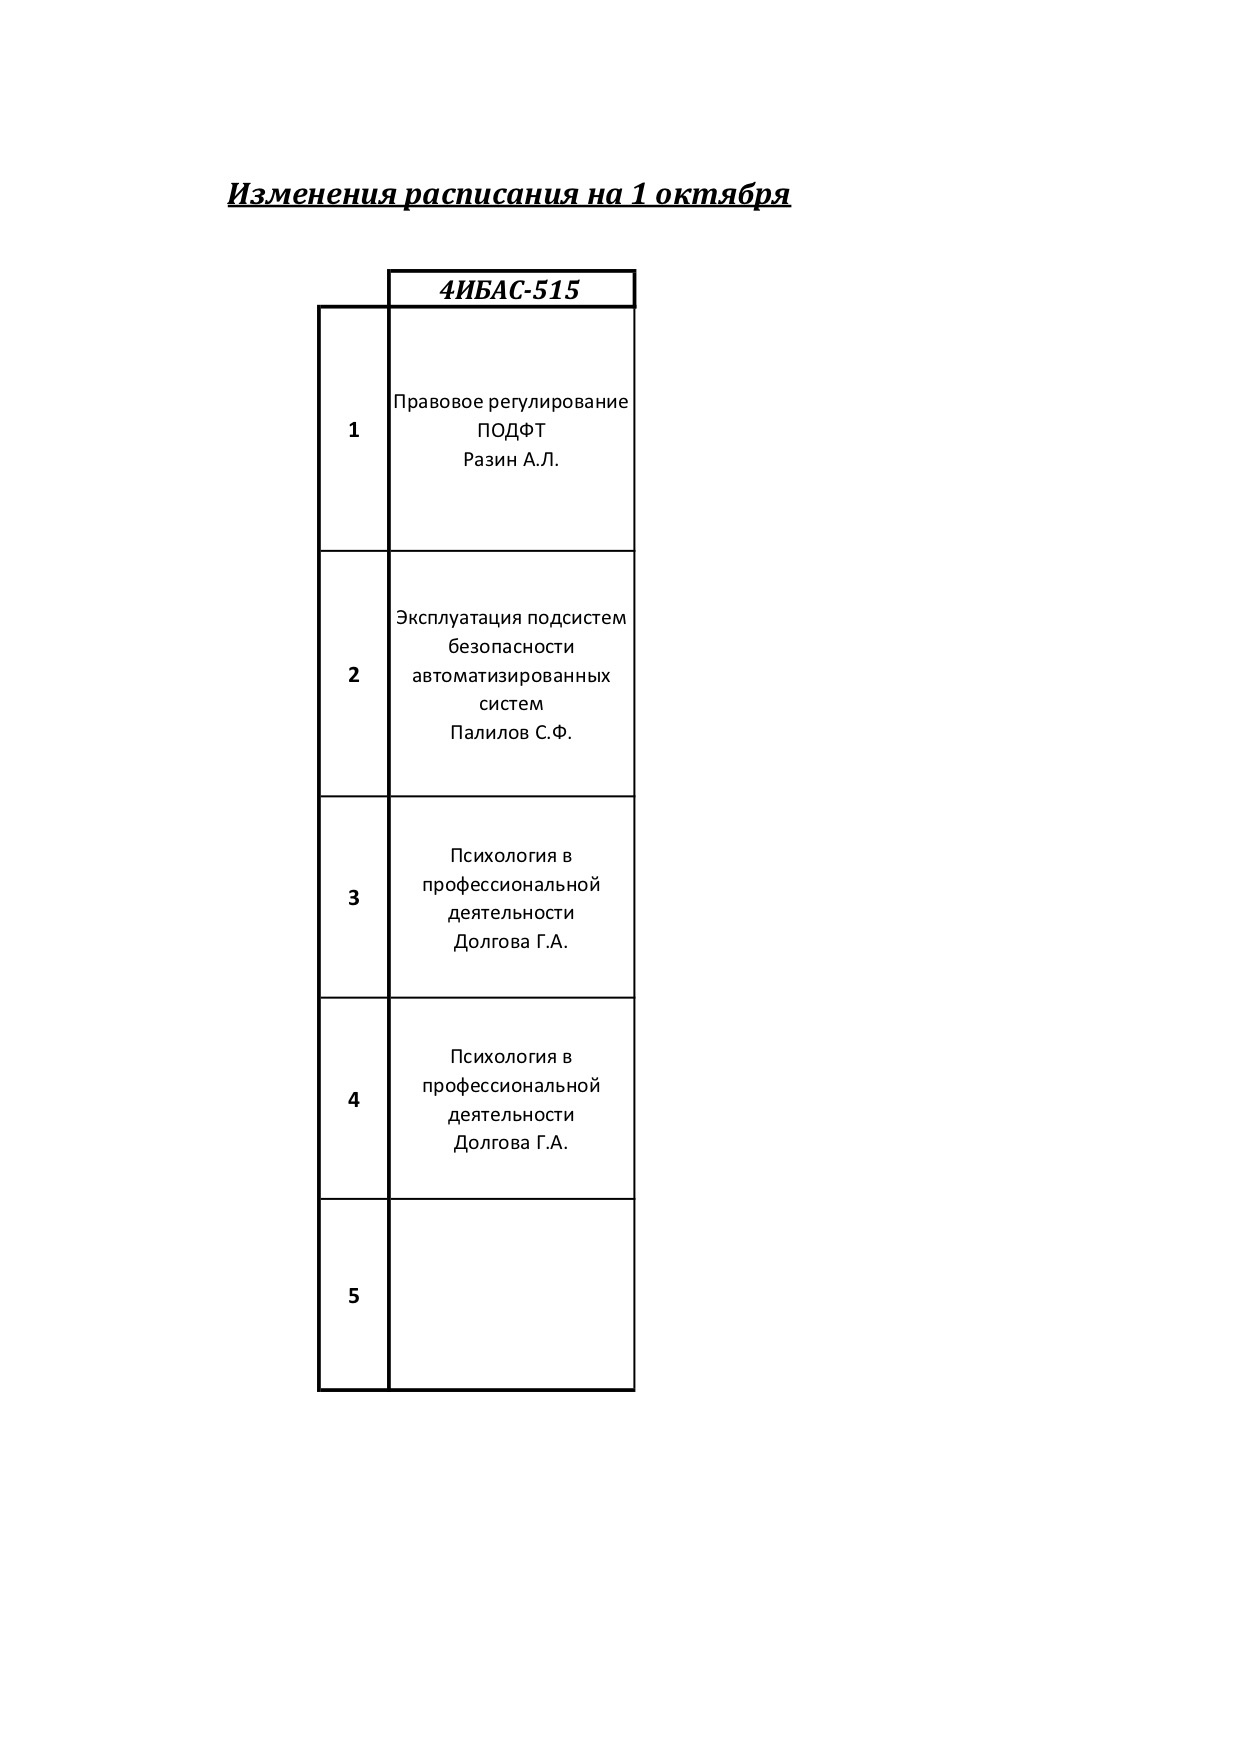 Изменения расписания на 1 октября
4ИБАС-515
1
Правовое регулирование
ПОДФТ
Разин А.Л.
2
Эксплуатация подсистем
безопасности
автоматизированных
систем
Палилов С.Ф.
3
Психология в
профессиональной
деятельности
Долгова Г.А.
4
Психология в
профессиональной
деятельности
Долгова Г.А.
5